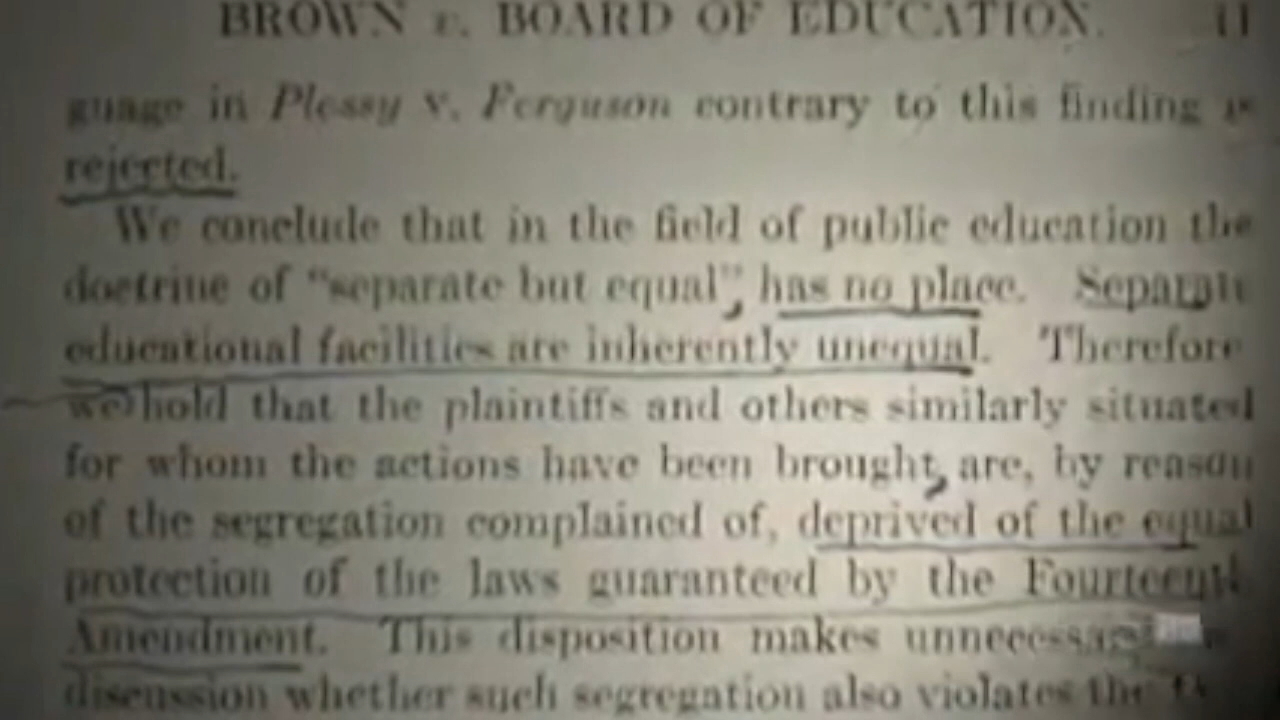 BROWN v. BOARD OF EDUCATION. 11
guage in Plessy v. Ferguson contrary to this finding is
rejected.
We conclude that in the field of public education the
doctrine of "separate but equal", has no place. Separate
educational facilities are inherently unequal. Therefore
we hold that the plaintiffs and others similarly situated
for whom the actions have been brought, are, by reason
of the segregation complained of, deprived of the equal
protection of the laws guaranteed by the Fourteenth
Amendment. This disposition makes unnecessary
discussion whether such segregation also violates the